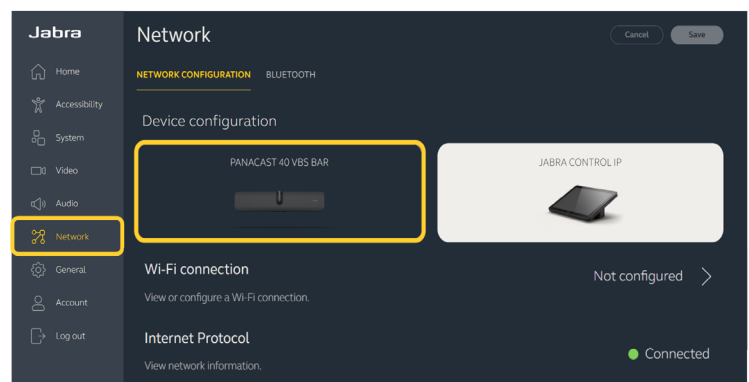 Jabra
Network
Cancel
Save
Home
Accessibility
System
Video
Audio
Network
General
Account
Log out
NETWORK CONFIGURATION
BLUETOOTH
Device configuration
PANACAST 40 VBS BAR
JABRA CONTROL IP
Wi-Fi connection
Not configured
View or configure a Wi-Fi connection.
Internet Protocol
Connected
View network information.